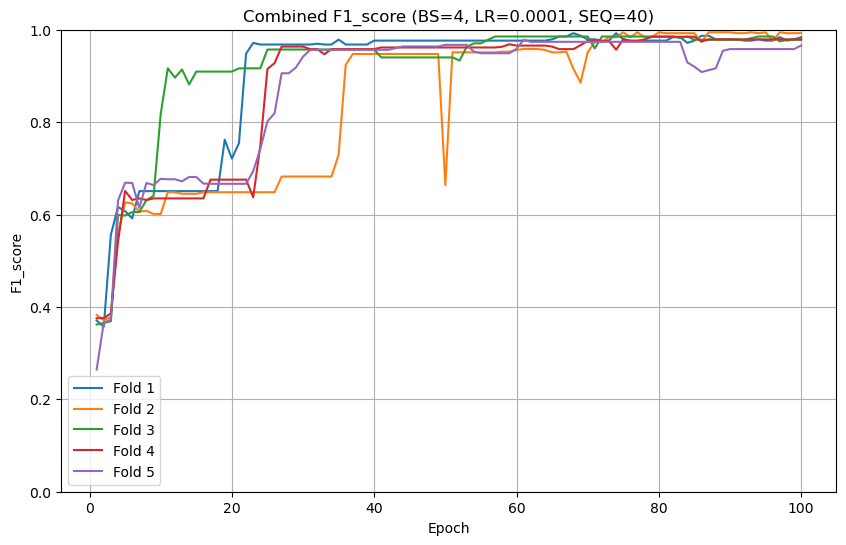 Combined F1_score (BS=4, LR=0.0001, SEQ=40)
1.0
0.8
0.6
0.4
0.2
0.0
F1_score
Fold 1
Fold 2
Fold 3
Fold 4
Fold 5
0 20 40 60 80 100
Epoch